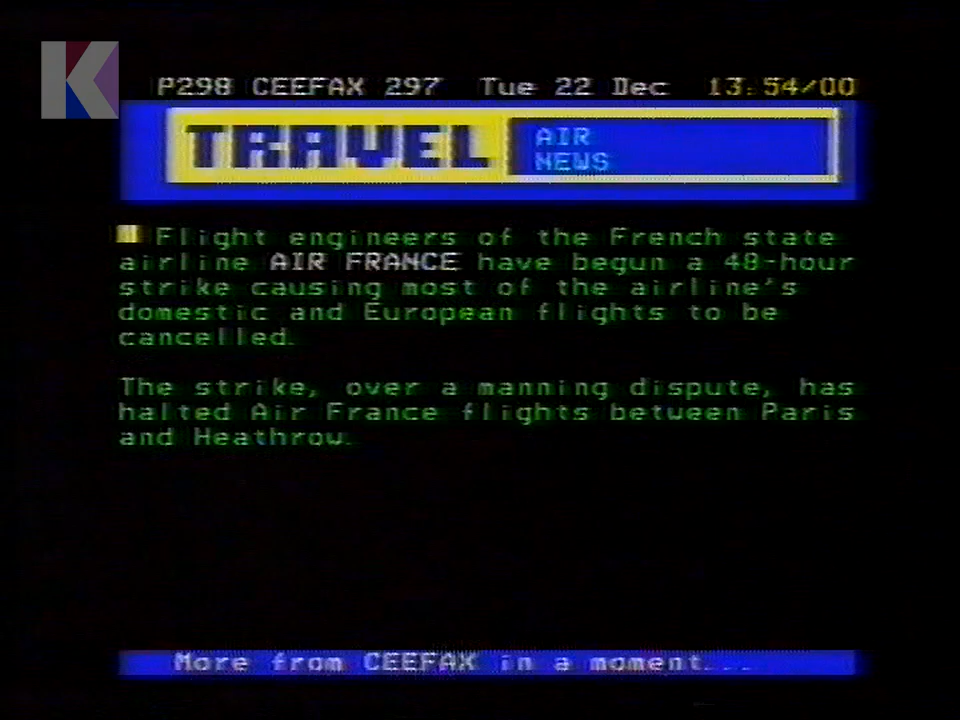 K
P298 CEEFAX 297 Tue 22 Dec 13:54/00
TRAVEL
AIR
NEWS
Flight engineers of the French state
airline AIR FRANCE have begun a 48-hour
strike causing most of the airline's
domestic and European flights to be
cancelled.
The strike, over a manning dispute, has
halted Air France flights between Paris
and Heathrow.
More from CEEFAX in a moment...